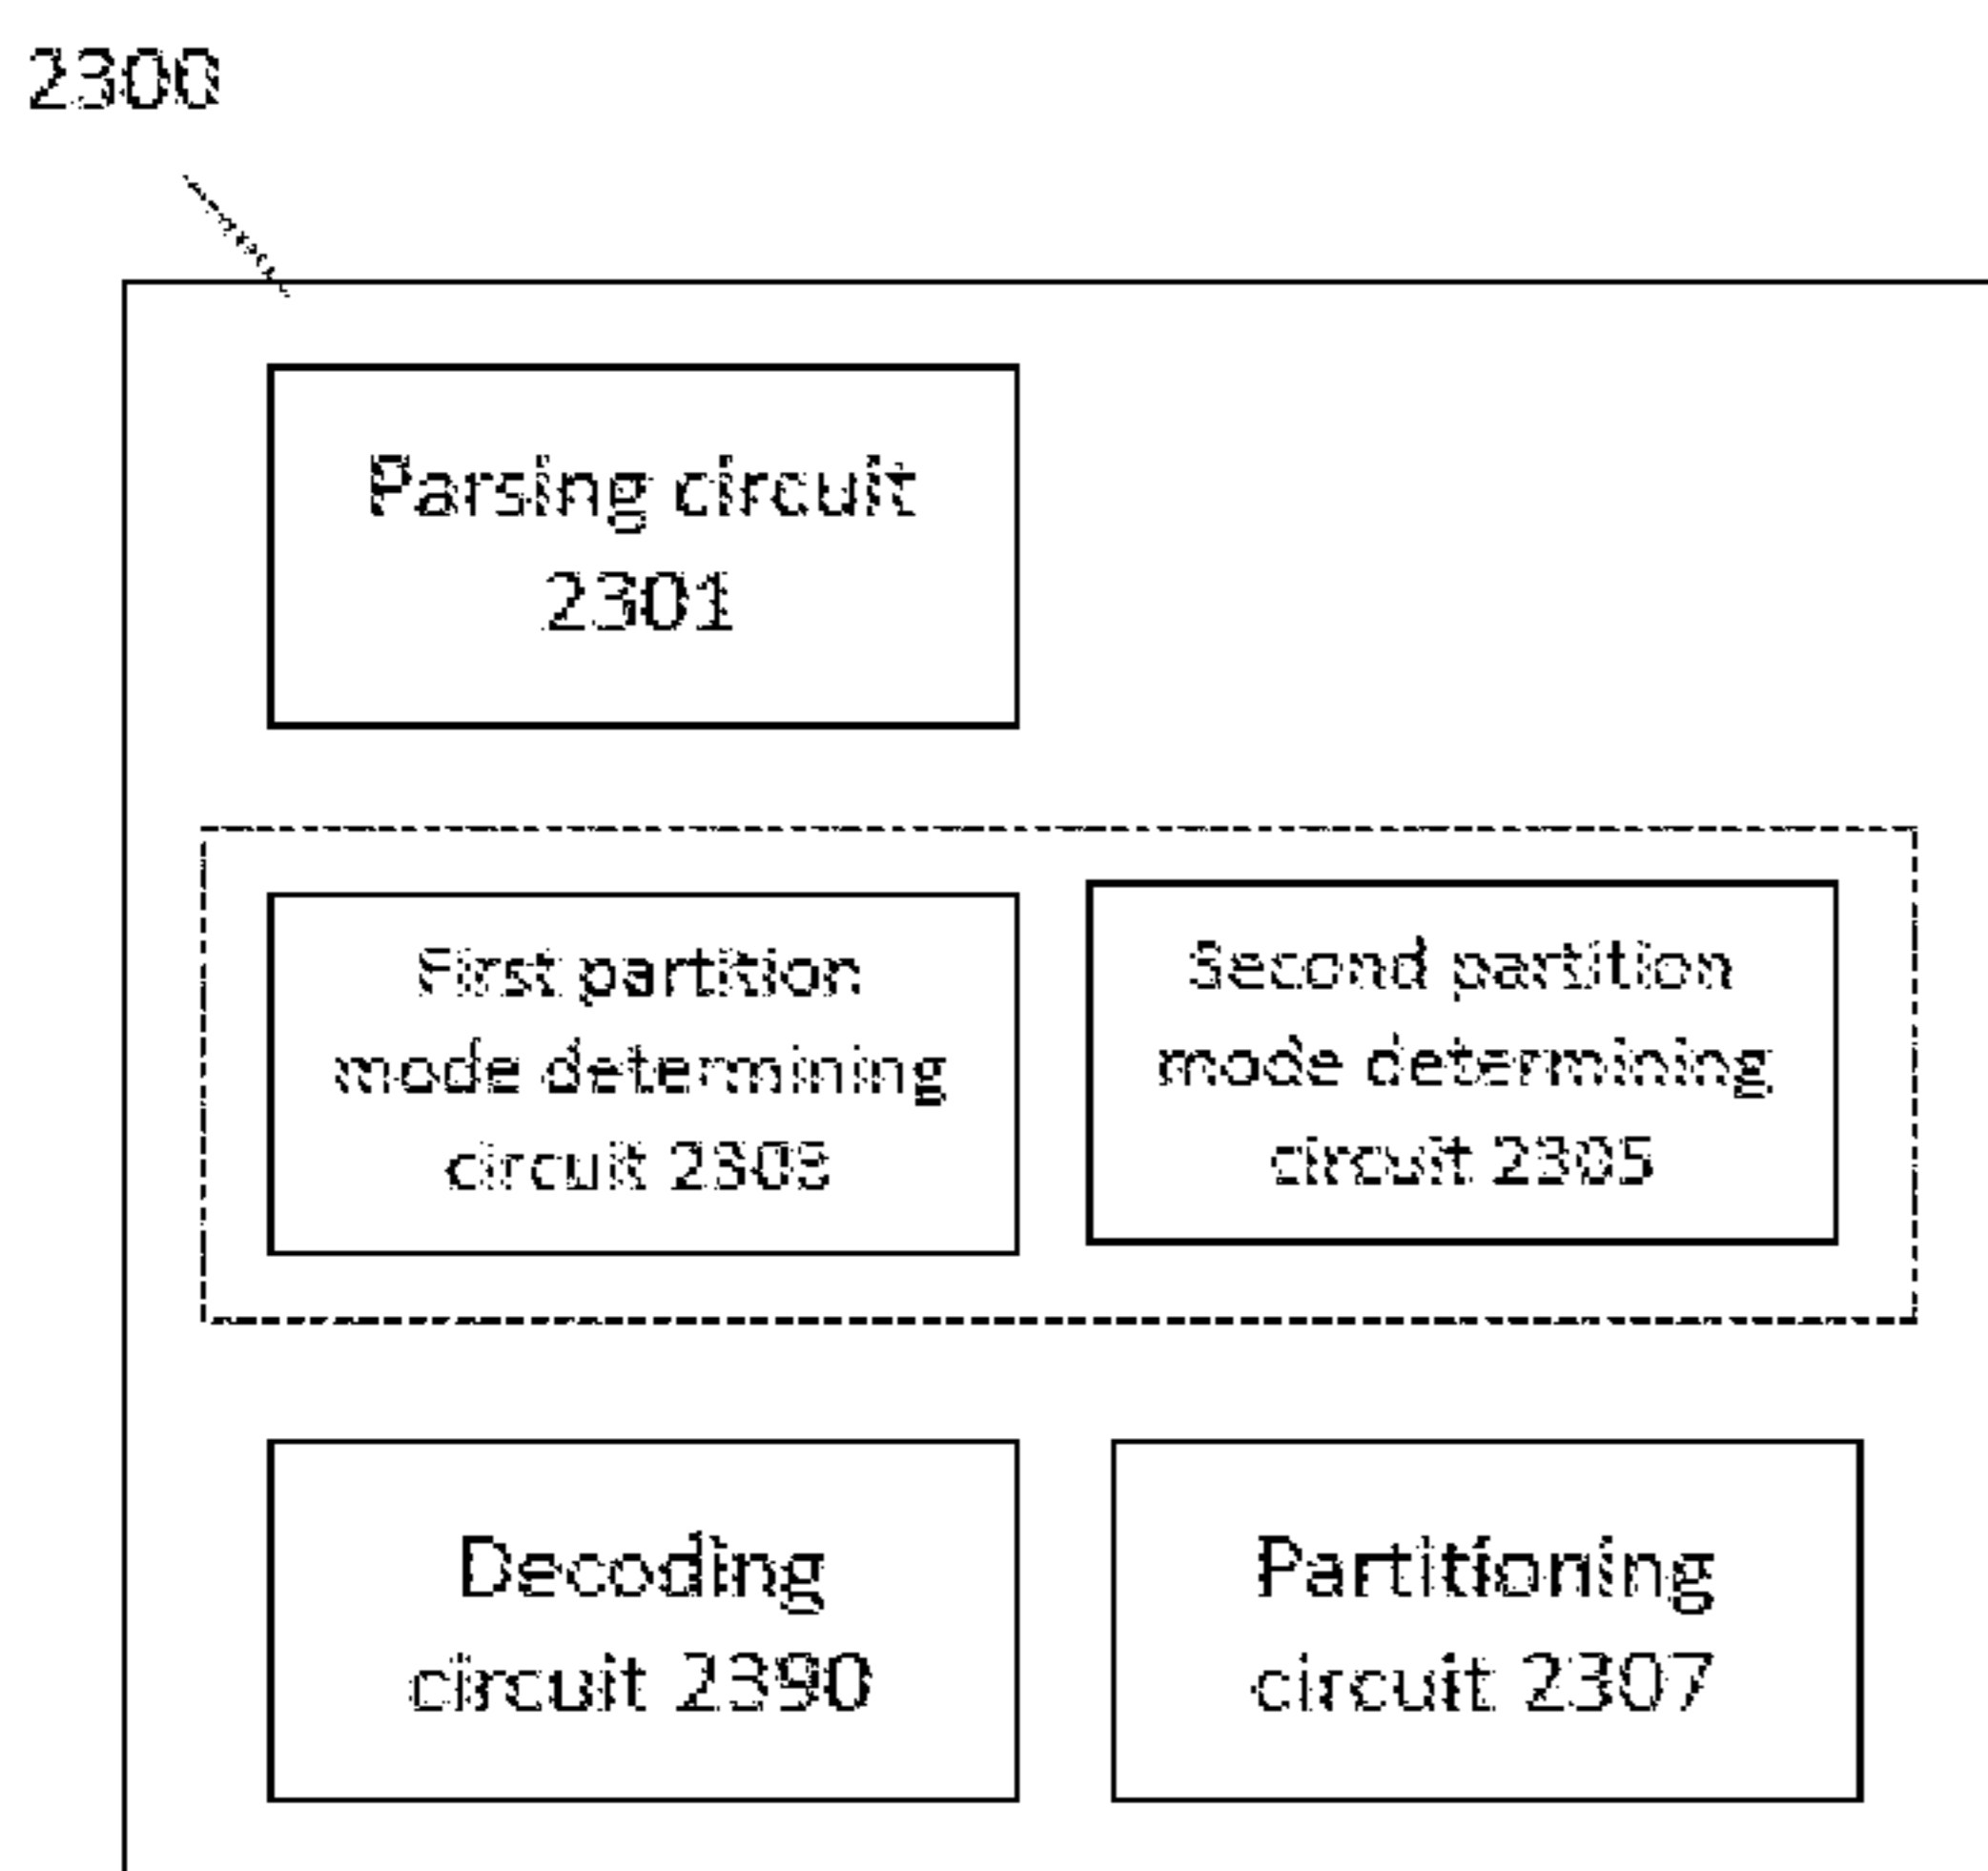 2300
Parsing circuit
2301
First partition
mode determining
circuit 2303
Second partition
mode determining
circuit 2305
Decoding
circuit 2390
Partitioning
circuit 2307